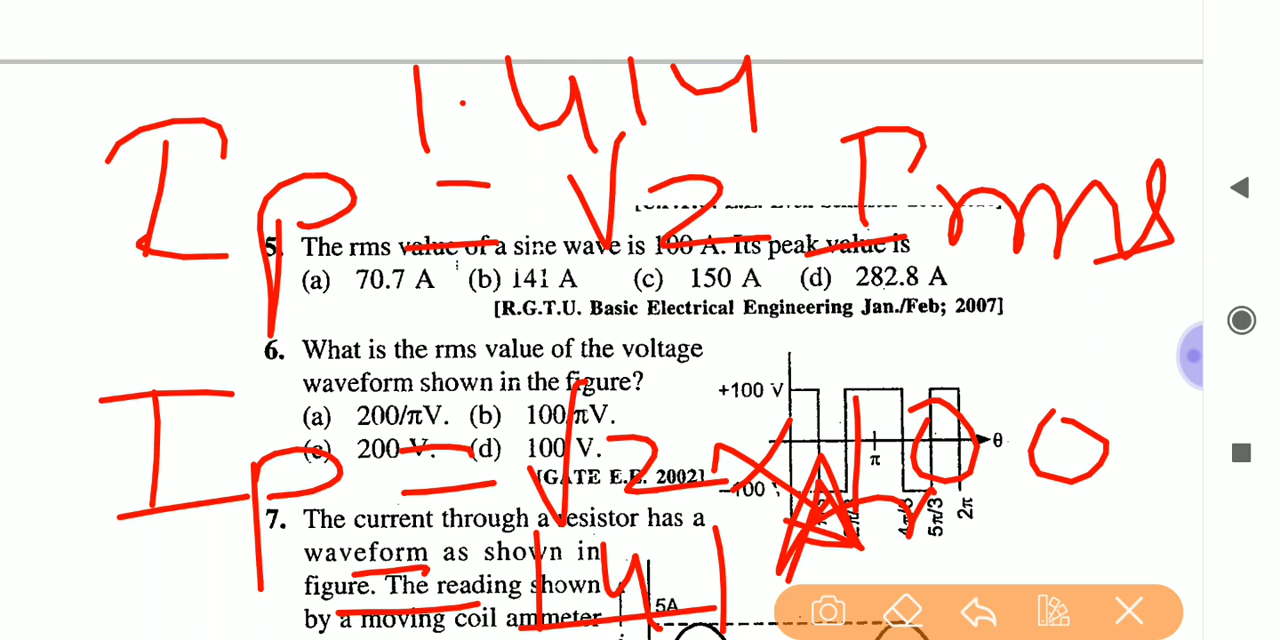 1.414
Ip = √2 Irms
5. The rms value of a sine wave is 100 A. Its peak value is
(a) 70.7 A (b) 141 A (c) 150 A (d) 282.8 A
[R.G.T.U. Basic Electrical Engineering Jan./Feb; 2007]
6. What is the rms value of the voltage
waveform shown in the figure?
(a) 200/πV. (b) 100/πV.
(c) 200 V. (d) 100 V.
[GATE E.E. 2002]
+100 V
θ
π
-100 V
2π/3
4π/3
5π/3
2π
Ip = √2 × 100
141 A
7. The current through a resistor has a
waveform as shown in
figure. The reading shown
by a moving coil ammeter
5A